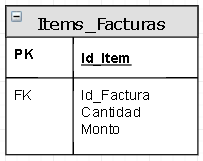 Items_Facturas
PK Id_Item
FK Id_Factura
Cantidad
Monto